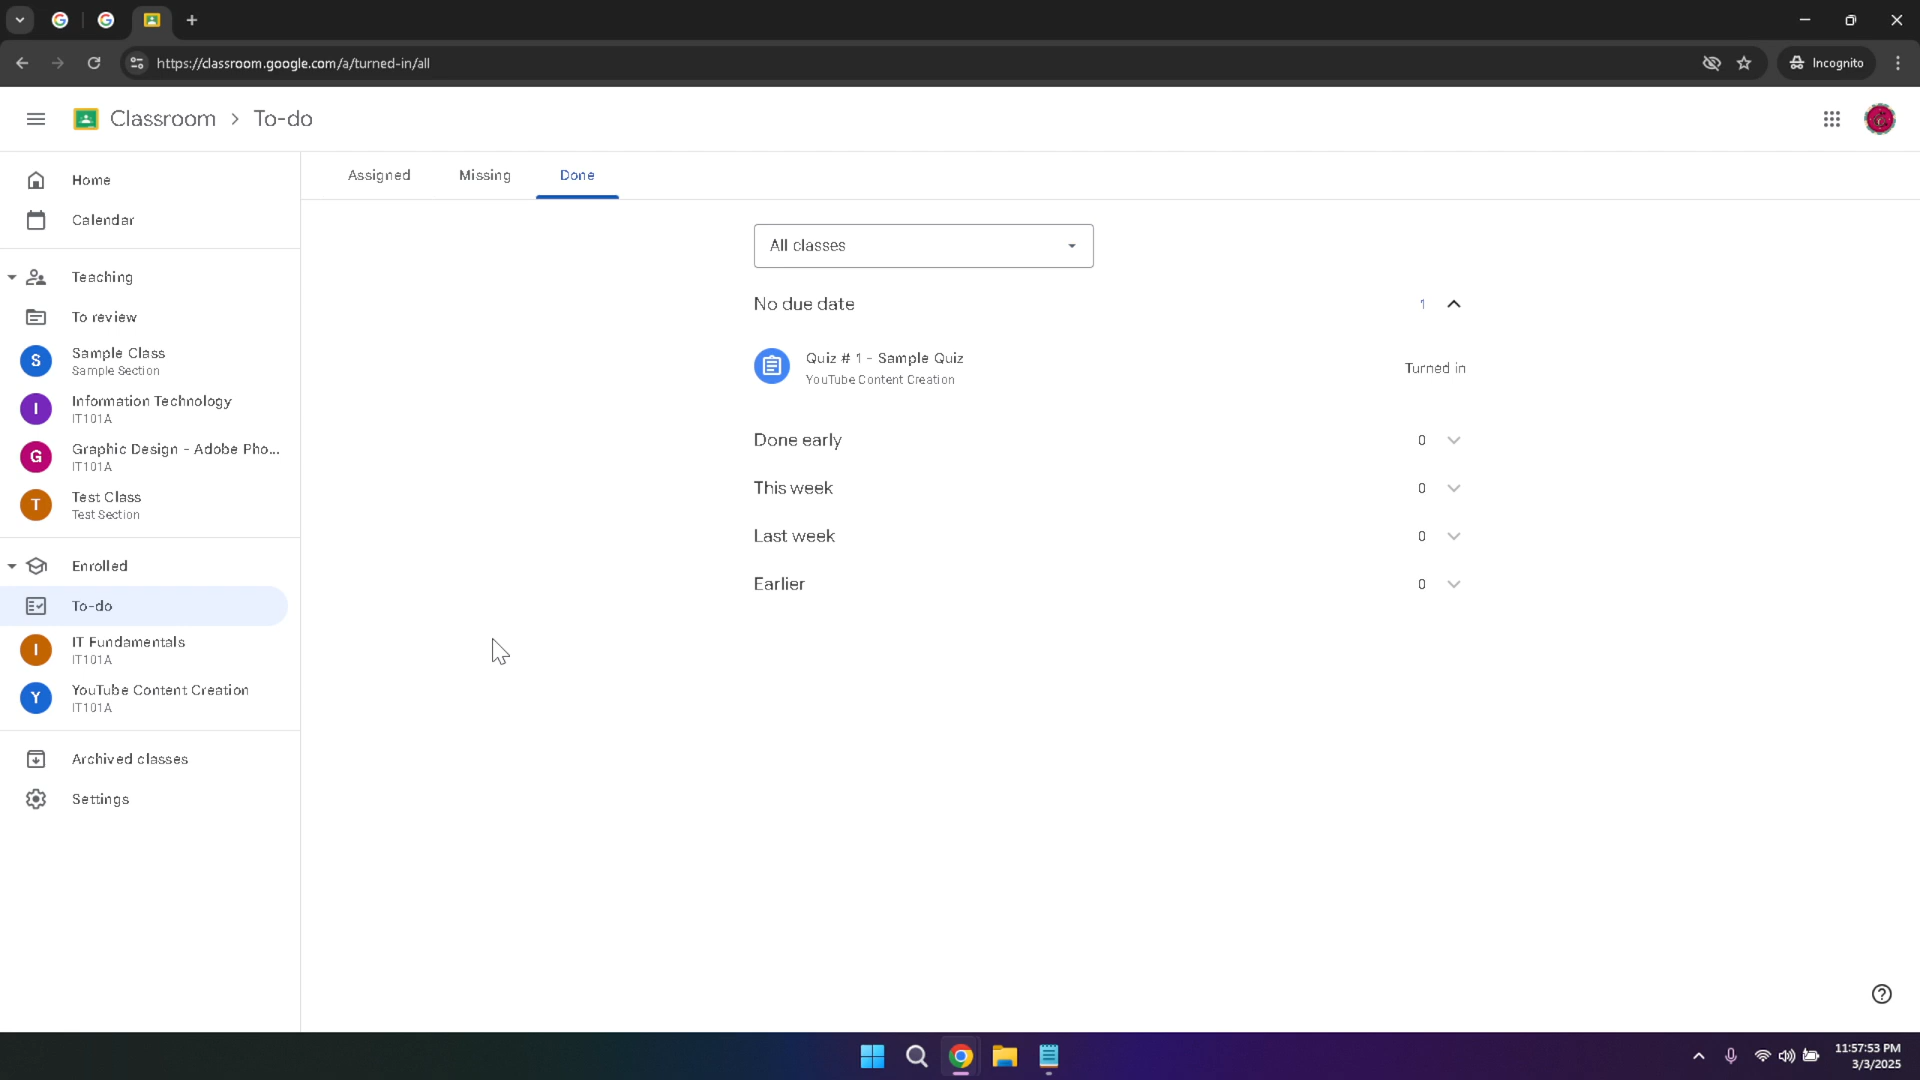 https://classroom.google.com/a/turned-in/all
Incognito
Classroom > To-do
Home
Calendar
Teaching
To review
S
Sample Class
Sample Section
I
Information Technology
IT101A
G
Graphic Design - Adobe Pho...
IT101A
T
Test Class
Test Section
Enrolled
To-do
I
IT Fundamentals
IT101A
Y
YouTube Content Creation
IT101A
Archived classes
Settings
Assigned Missing Done
All classes
No due date 1
Quiz # 1 - Sample Quiz
YouTube Content Creation
Turned in
Done early 0
This week 0
Last week 0
Earlier 0
11:57:53 PM
3/3/2025